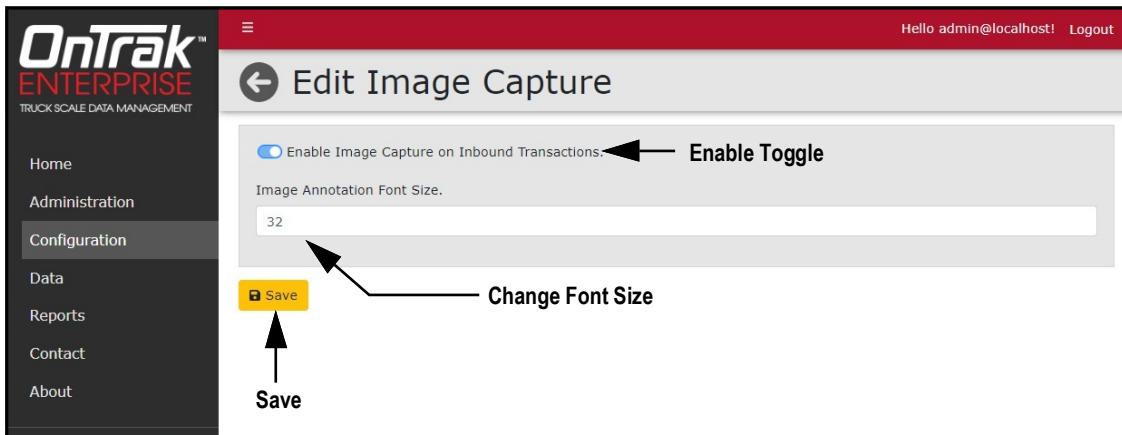 OnTrak™
ENTERPRISE
TRUCK SCALE DATA MANAGEMENT
Hello admin@localhost! Logout
Edit Image Capture
Home
Administration
Configuration
Data
Reports
Contact
About
Enable Image Capture on Inbound Transactions.
Enable Toggle
Image Annotation Font Size.
32
Change Font Size
Save
Save